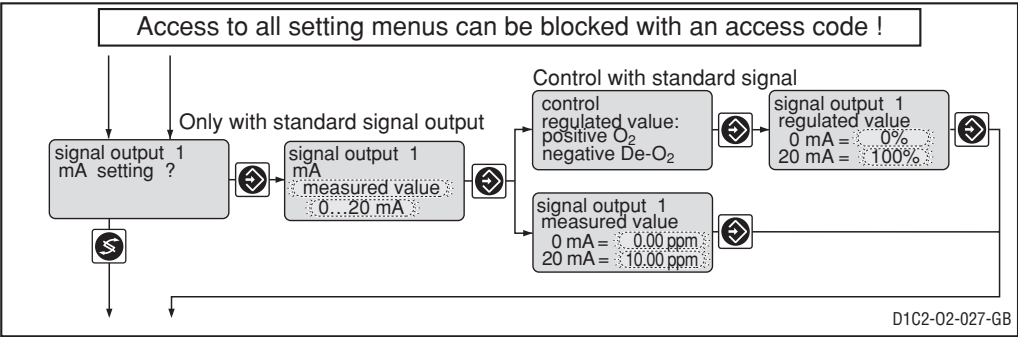 Access to all setting menus can be blocked with an access code !
Control with standard signal
Only with standard signal output
signal output 1
mA setting ?
signal output 1
mA
measured value
0...20 mA
control
regulated value:
positive O₂
negative De-O₂
signal output 1
regulated value
0 mA = 0%
20 mA = 100%
signal output 1
measured value
0 mA = 0.00 ppm
20 mA = 10.00 ppm
D1C2-O2-027-GB